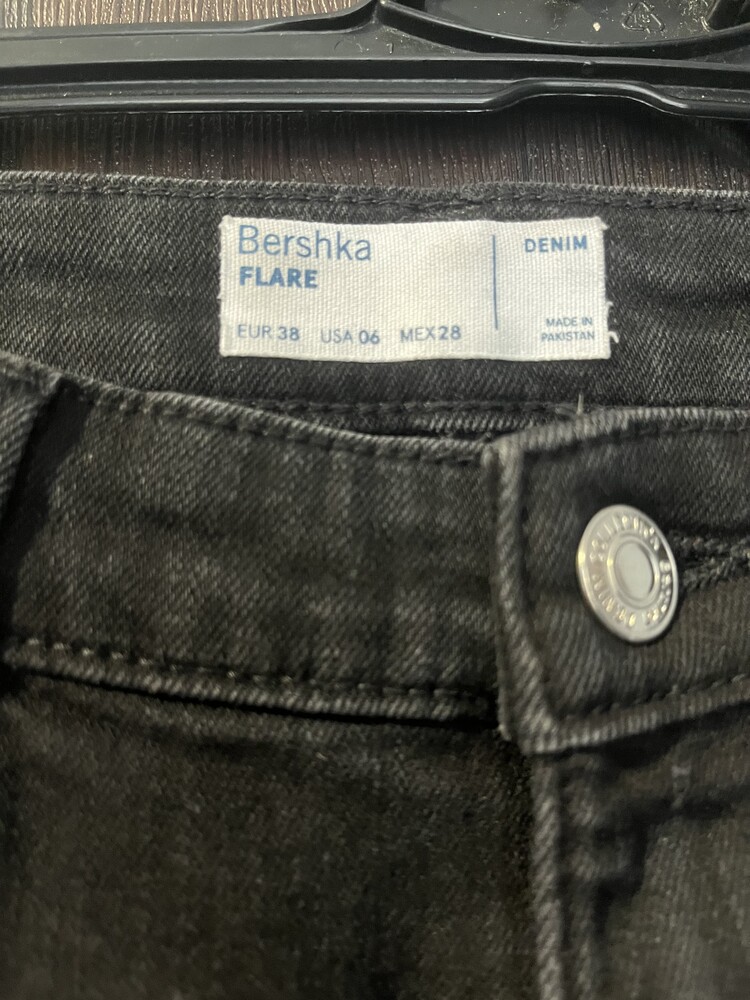 Bershka
FLARE
DENIM
EUR 38 USA 06 MEX28
MADE IN
PAKISTAN